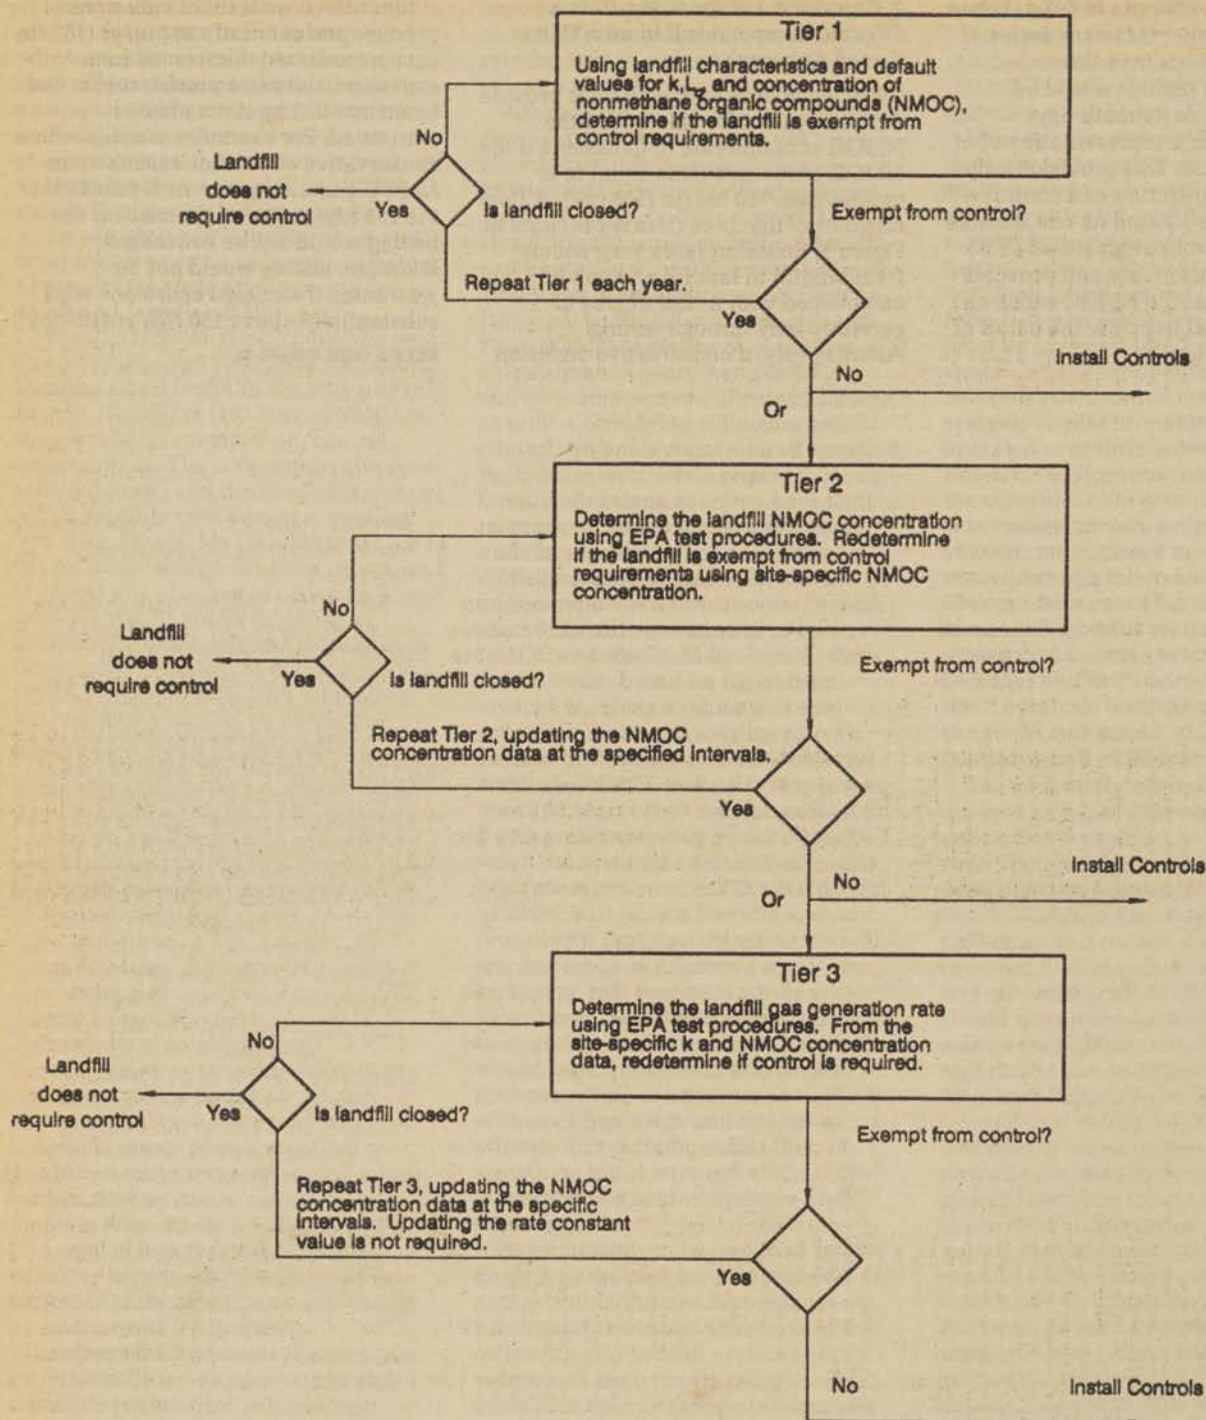 Tier 1
Using landfill characteristics and default
values for k, L₀, and concentration of
nonmethane organic compounds (NMOC),
determine if the landfill is exempt from
control requirements.
No
Landfill
does not
require control
Yes
Is landfill closed?
Exempt from control?
Repeat Tier 1 each year.
Yes
No
Install Controls
Or
Tier 2
Determine the landfill NMOC concentration
using EPA test procedures. Redetermine
if the landfill is exempt from control
requirements using site-specific NMOC
concentration.
No
Landfill
does not
require control
Yes
Is landfill closed?
Exempt from control?
Repeat Tier 2, updating the NMOC
concentration data at the specified intervals.
Yes
No
Install Controls
Or
Tier 3
Determine the landfill gas generation rate
using EPA test procedures. From the
site-specific k and NMOC concentration
data, redetermine if control is required.
No
Landfill
does not
require control
Yes
Is landfill closed?
Exempt from control?
Repeat Tier 3, updating the NMOC
concentration data at the specific
intervals. Updating the rate constant
value is not required.
Yes
No
Install Controls